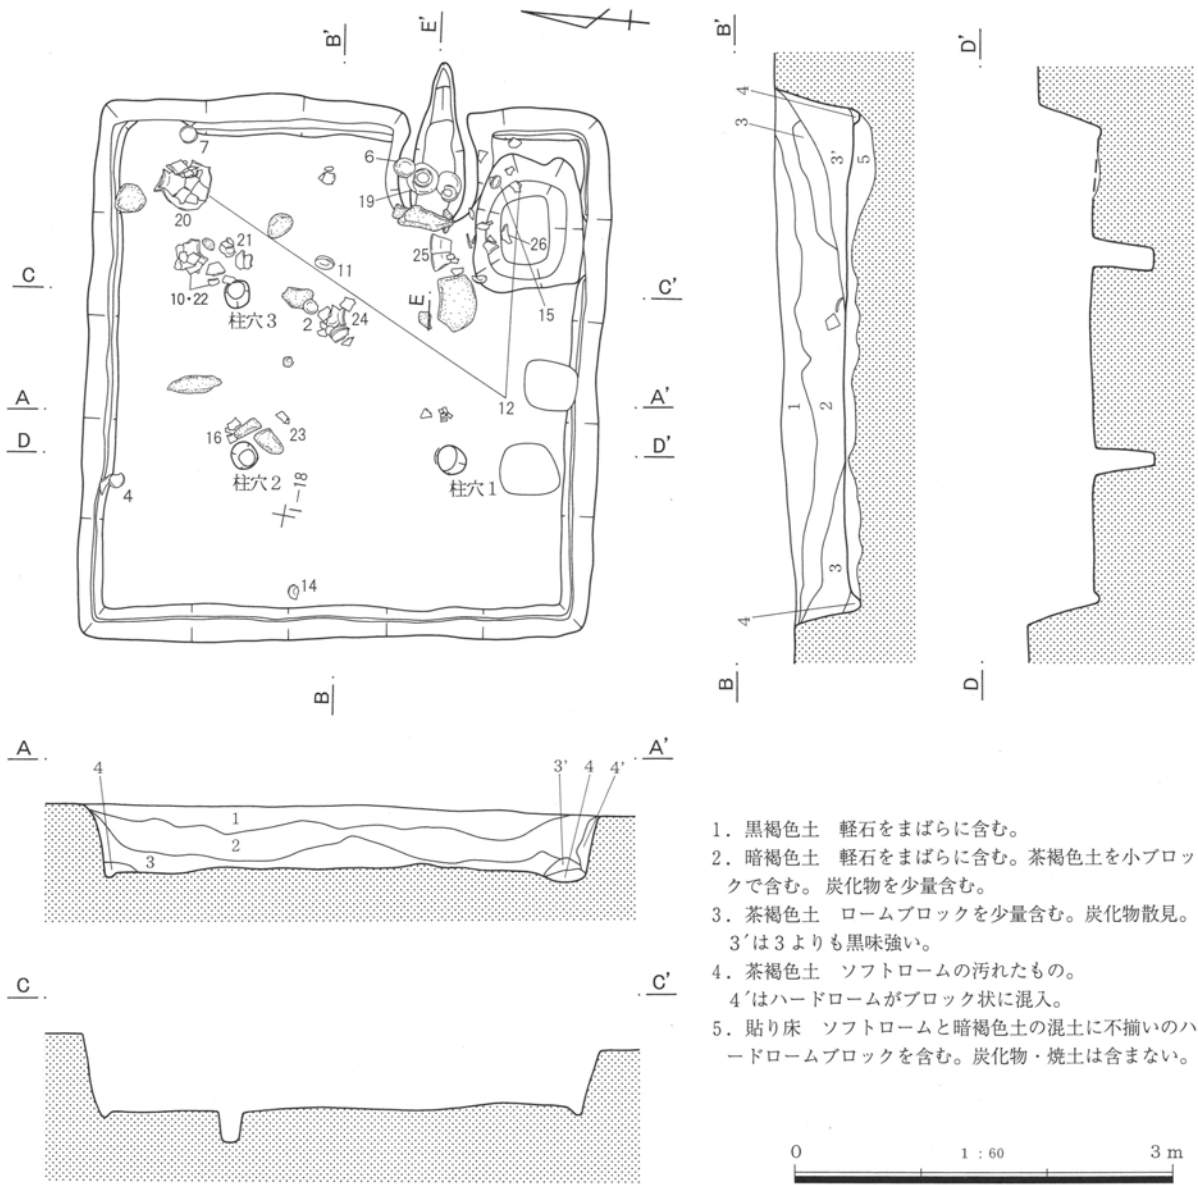 B'
E'
B'
D'
7
6
19
20
21
25
26
11
10・22
柱穴3
2
24
E
15
12
16
23
柱穴2
柱穴1
4
I-18
14
C
C'
A
A'
D
D'
B
4
3
3'
5
1
2
3
4
B
D
A
A'
4
3'
4
4'
1
2
3
C
C'
1．黒褐色土　軽石をまばらに含む。
2．暗褐色土　軽石をまばらに含む。茶褐色土を小ブロッ
クで含む。炭化物を少量含む。
3．茶褐色土　ロームブロックを少量含む。炭化物散見。
3´は3よりも黒味強い。
4．茶褐色土　ソフトロームの汚れたもの。
4´はハードロームがブロック状に混入。
5．貼り床　ソフトロームと暗褐色土の混土に不揃いのハ
ードロームブロックを含む。炭化物・焼土は含まない。
0　1：60　3m